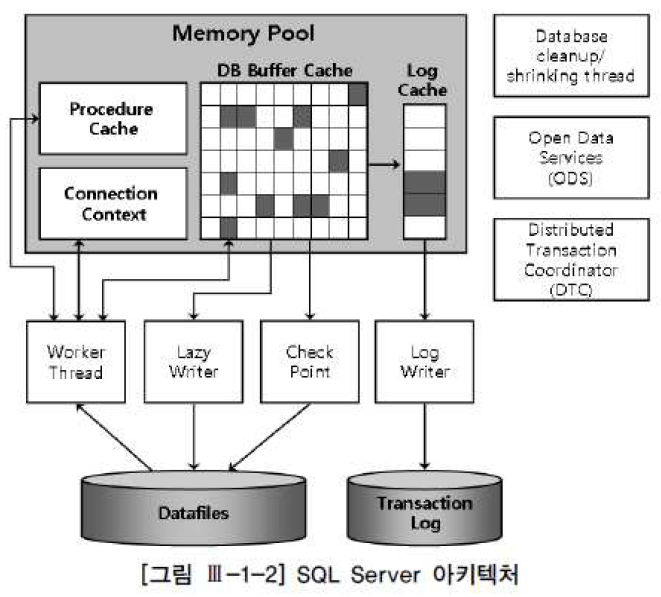 Memory Pool
DB Buffer Cache
Log
Cache
Procedure
Cache
Connection
Context
Database
cleanup/
shrinking thread
Open Data
Services
(ODS)
Distributed
Transaction
Coordinator
(DTC)
Worker
Thread
Lazy
Writer
Check
Point
Log
Writer
Datafiles
Transaction
Log
[그림 Ⅲ-1-2] SQL Server 아키텍처